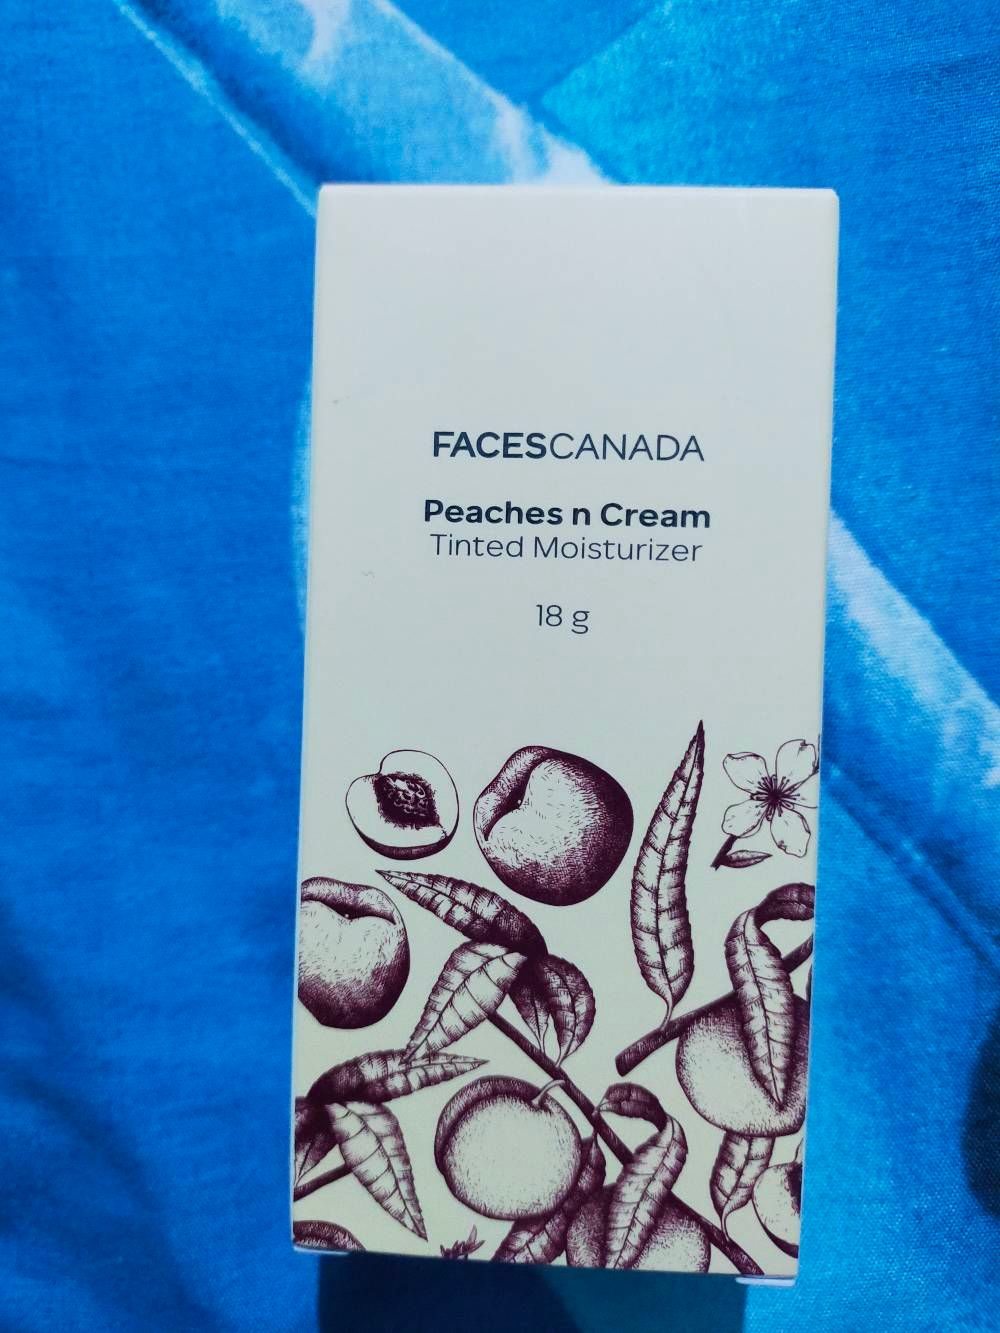 FACESCANADA
Peaches n Cream
Tinted Moisturizer
18 g